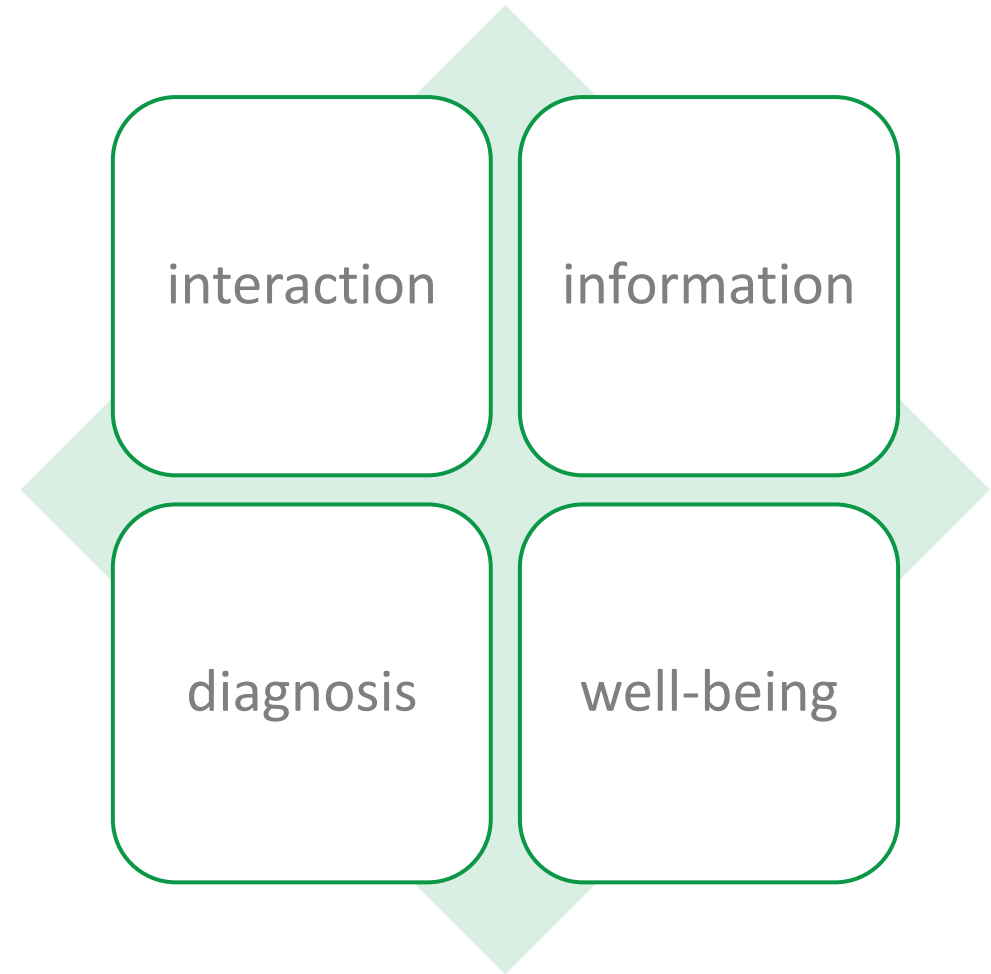 interaction
information
diagnosis
well-being